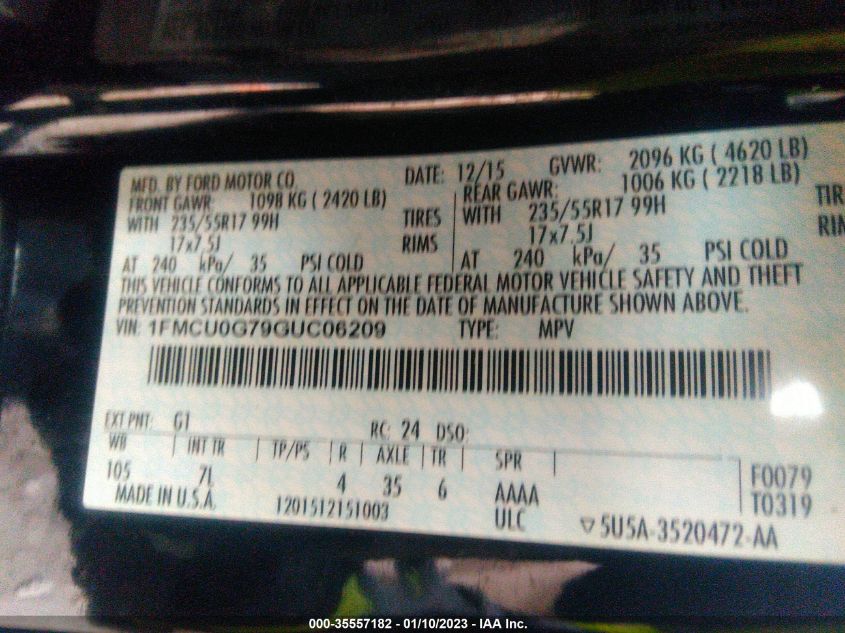 MFD. BY FORD MOTOR CO. DATE: 12/15 GVWR: 2096 KG ( 4620 LB)
FRONT GAWR: 1098 KG ( 2420 LB) REAR GAWR: 1006 KG ( 2218 LB)
WITH 235/55R17 99H TIRES WITH 235/55R17 99H TIR
17x7.5J RIMS 17x7.5J RIM
AT 240 kPa/ 35 PSI COLD AT 240 kPa/ 35 PSI COLD
THIS VEHICLE CONFORMS TO ALL APPLICABLE FEDERAL MOTOR VEHICLE SAFETY AND THEFT
PREVENTION STANDARDS IN EFFECT ON THE DATE OF MANUFACTURE SHOWN ABOVE.
VIN: 1FMCU0G79GUC06209 TYPE: MPV
EXT PNT: G1 RC: 24 DSO:
WB INT TR TP/PS R AXLE TR SPR
105 7L 4 35 6 AAAA F0079
MADE IN U.S.A. 1201512151003 ULC T0319
▽5U5A-3520472-AA
000-35557182 - 01/10/2023 - IAA Inc.